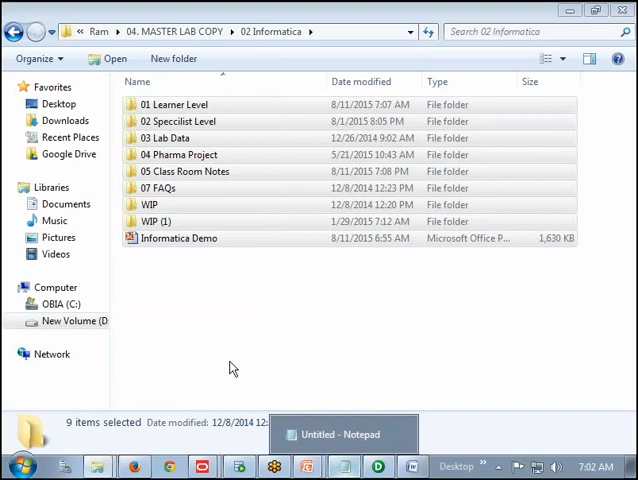 Ram ▸ 04. MASTER LAB COPY ▸ 02 Informatica ▸
Search 02 Informatica
Organize
Open
New folder
Name
Date modified
Type
Size
Favorites
Desktop
Downloads
Recent Places
Google Drive
Libraries
Documents
Music
Pictures
Videos
Computer
OBIA (C:)
New Volume (D:
Network
01 Learner Level 8/11/2015 7:07 AM File folder
02 Speccilist Level 8/1/2015 8:05 PM File folder
03 Lab Data 12/26/2014 9:02 AM File folder
04 Pharma Project 5/21/2015 10:43 AM File folder
05 Class Room Notes 8/11/2015 7:08 PM File folder
07 FAQs 12/8/2014 12:23 PM File folder
WIP 12/8/2014 12:20 PM File folder
WIP (1) 1/29/2015 7:12 AM File folder
Informatica Demo 8/11/2015 6:55 AM Microsoft Office P... 1,630 KB
9 items selected Date modified: 12/8/2014 12:
Untitled - Notepad
Desktop
7:02 AM